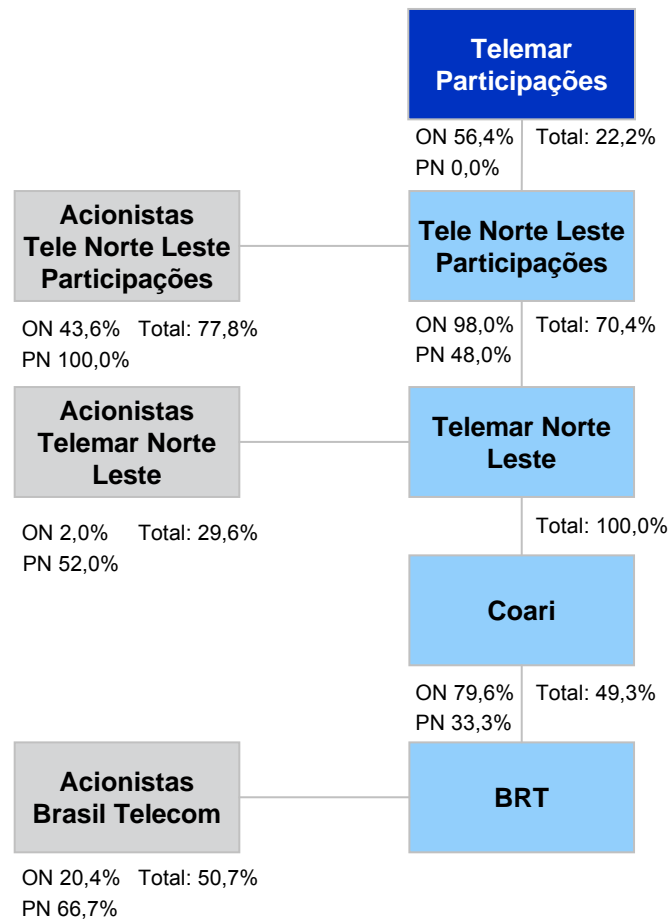 Telemar
Participações
ON 56,4% Total: 22,2%
PN 0,0%
Acionistas
Tele Norte Leste
Participações
Tele Norte Leste
Participações
ON 43,6% Total: 77,8%
PN 100,0%
ON 98,0% Total: 70,4%
PN 48,0%
Acionistas
Telemar Norte
Leste
Telemar Norte
Leste
ON 2,0% Total: 29,6%
PN 52,0%
Total: 100,0%
Coari
ON 79,6% Total: 49,3%
PN 33,3%
Acionistas
Brasil Telecom
BRT
ON 20,4% Total: 50,7%
PN 66,7%